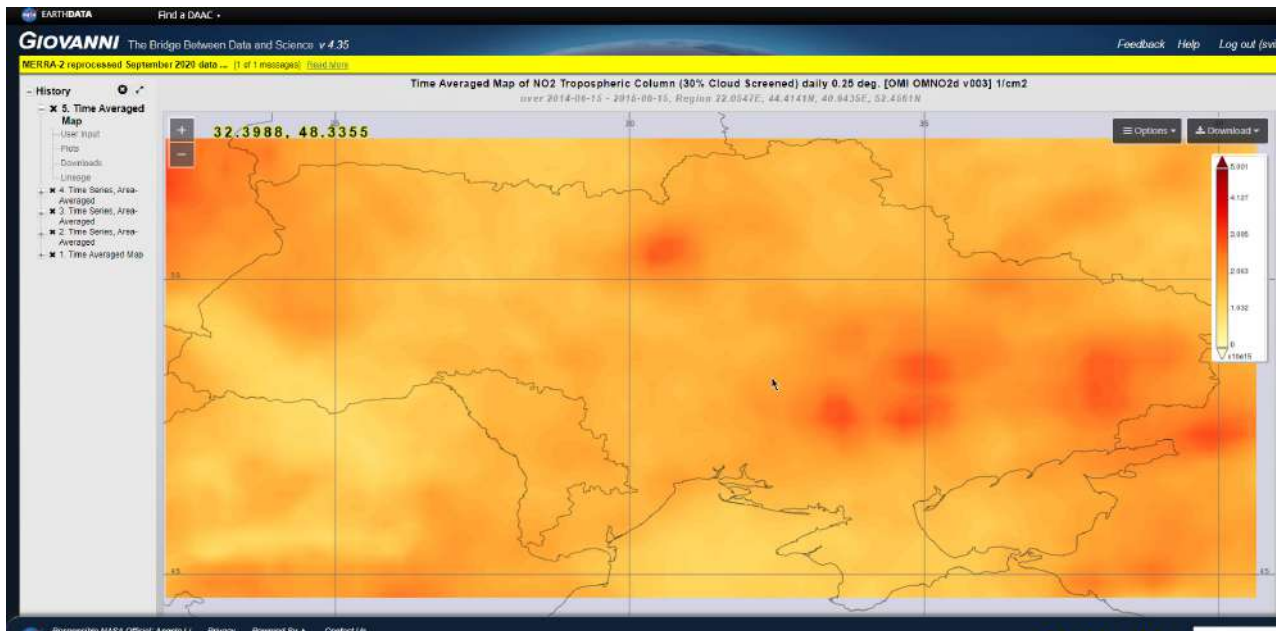 EARTHDATA Find a DAAC
GIOVANNI The Bridge Between Data and Science v 4.35 Feedback Help Log out
MERRA-2 reprocessed September 2020 data ... (1 of 1 messages) Read More
History
5. Time Averaged Map
User Input
Plots
Downloads
Lineage
4. Time Series, Area-Averaged
3. Time Series, Area-Averaged
2. Time Series, Area-Averaged
1. Time Averaged Map
Time Averaged Map of NO2 Tropospheric Column (30% Cloud Screened) daily 0.25 deg. [OMI OMNO2d v003] 1/cm2
32.3988, 48.3355
Options
Download
5.001
2.063
1.032
0
30
35
50
45
45
Privacy
Contact Us